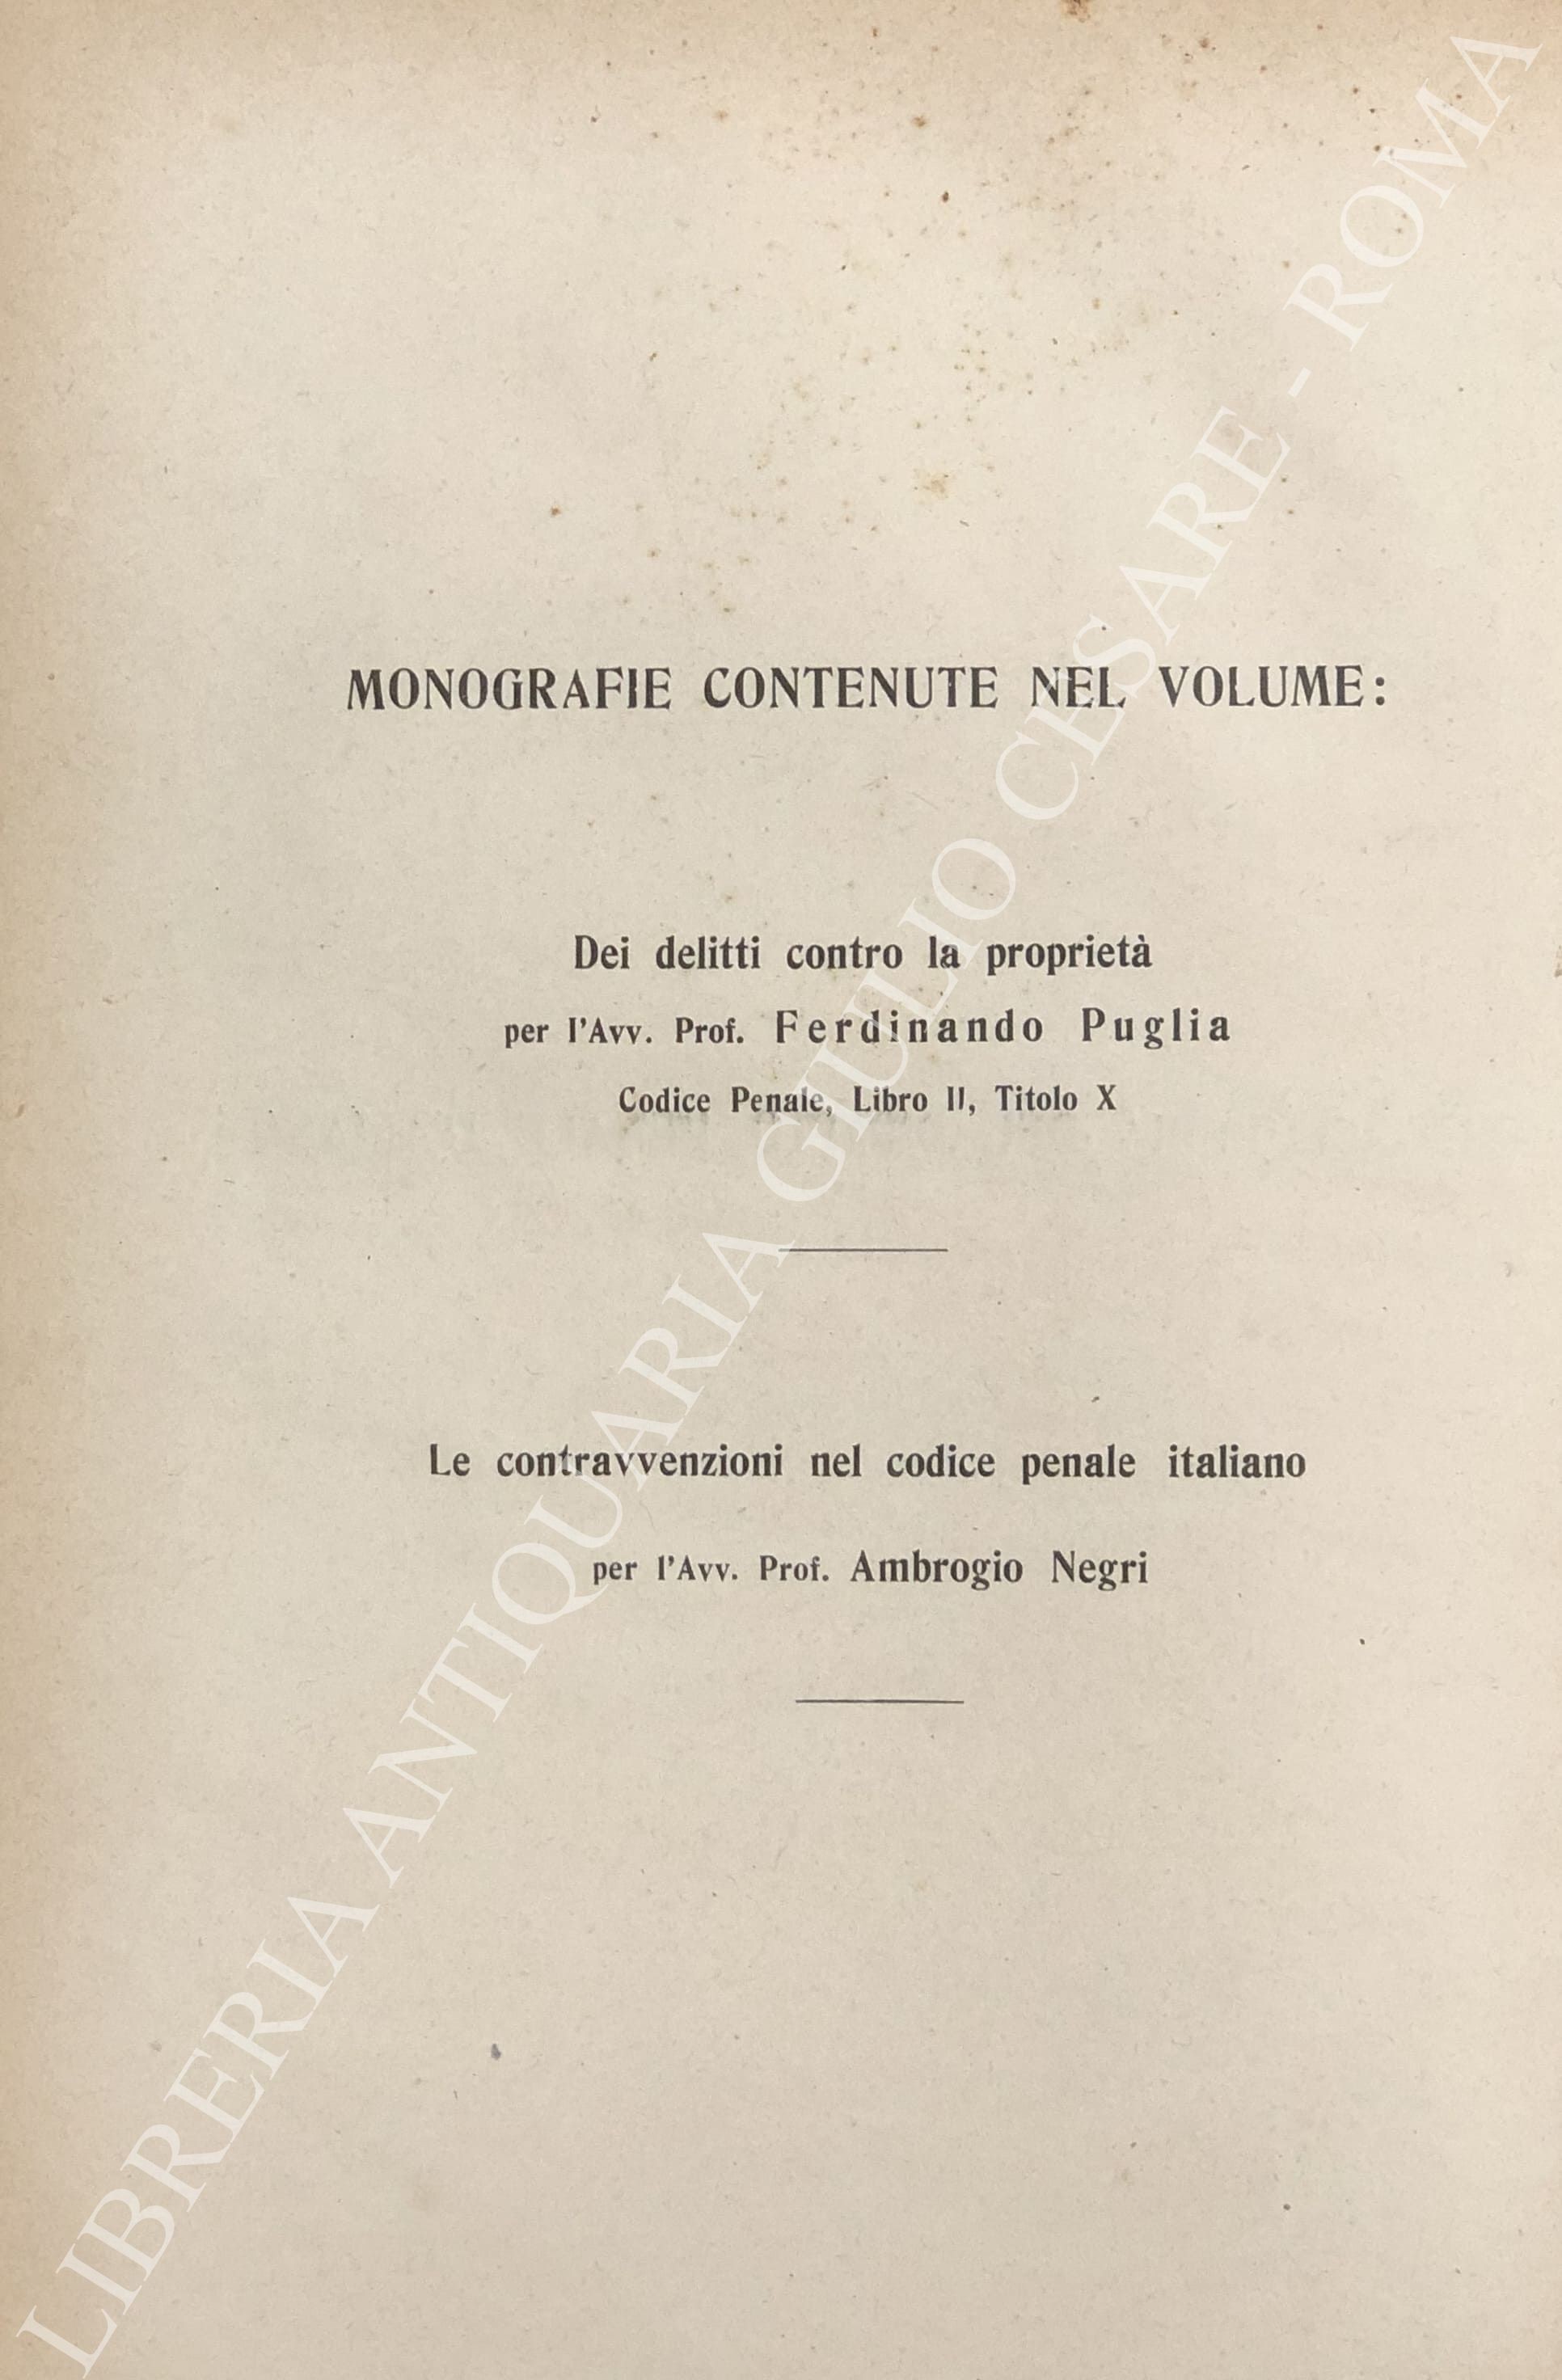 MONOGRAFIE CONTENUTE NEL VOLUME:
Dei delitti contro la proprietà
per l'Avv. Prof. Ferdinando Puglia
Codice Penale, Libro II, Titolo X
Le contravvenzioni nel codice penale italiano
per l'Avv. Prof. Ambrogio Negri
LIBRERIA ANTIQUARIA GIULIO CESARE - ROMA